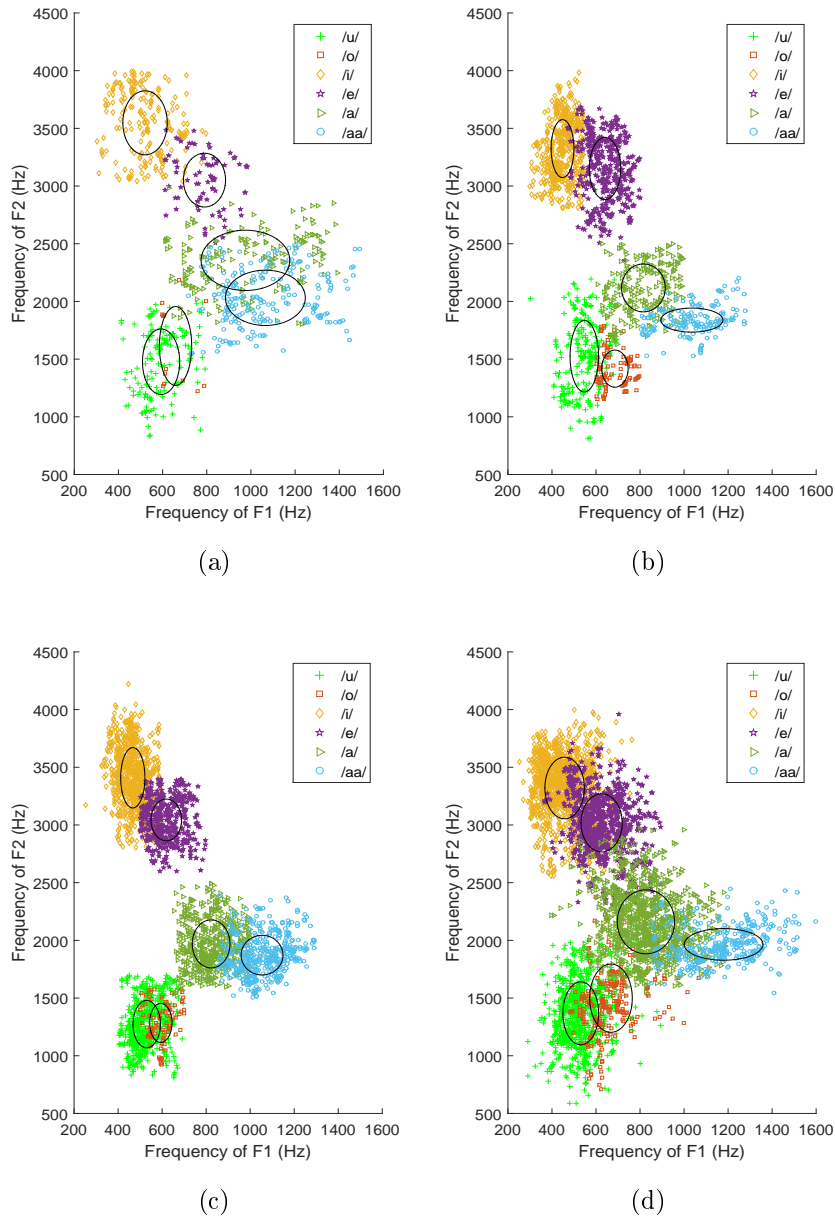 4500
4000
3500
3000
2500
2000
1500
1000
500
Frequency of F2 (Hz)
200 400 600 800 1000 1200 1400 1600
Frequency of F1 (Hz)
/u/
/o/
/i/
/e/
/a/
/aa/
(a)
4500
4000
3500
3000
2500
2000
1500
1000
500
Frequency of F2 (Hz)
200 400 600 800 1000 1200 1400 1600
Frequency of F1 (Hz)
/u/
/o/
/i/
/e/
/a/
/aa/
(b)
4500
4000
3500
3000
2500
2000
1500
1000
500
Frequency of F2 (Hz)
200 400 600 800 1000 1200 1400 1600
Frequency of F1 (Hz)
/u/
/o/
/i/
/e/
/a/
/aa/
(c)
4500
4000
3500
3000
2500
2000
1500
1000
500
Frequency of F2 (Hz)
200 400 600 800 1000 1200 1400 1600
Frequency of F1 (Hz)
/u/
/o/
/i/
/e/
/a/
/aa/
(d)